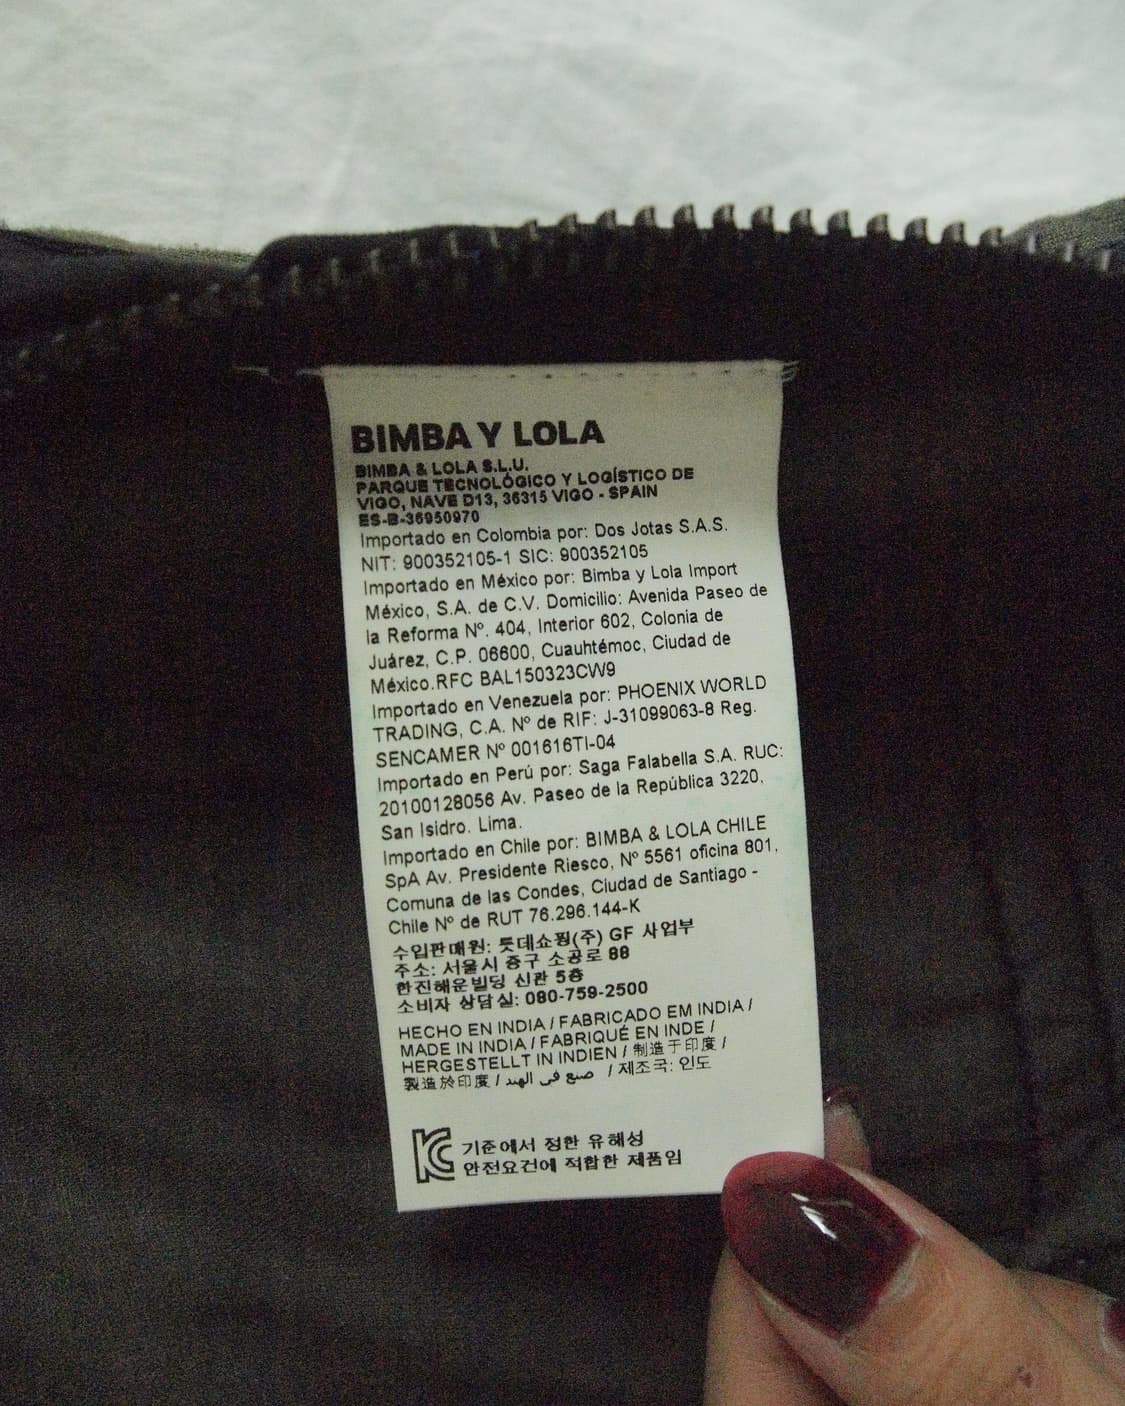 BIMBA Y LOLA
BIMBA & LOLA S.L.U.
PARQUE TECNOLÓGICO Y LOGÍSTICO DE
VIGO, NAVE D13, 36315 VIGO - SPAIN
ES-B-36950970
Importado en Colombia por: Dos Jotas S.A.S.
NIT: 900352105-1 SIC: 900352105
Importado en México por: Bimba y Lola Import
México, S.A. de C.V. Domicilio: Avenida Paseo de
la Reforma Nº. 404, Interior 602, Colonia de
Juárez, C.P. 06600, Cuauhtémoc, Ciudad de
México.RFC BAL150323CW9
Importado en Venezuela por: PHOENIX WORLD
TRADING, C.A. Nº de RIF: J-31099063-8 Reg.
SENCAMER Nº 001616TI-04
Importado en Perú por: Saga Falabella S.A. RUC:
20100128056 Av. Paseo de la República 3220,
San Isidro. Lima.
Importado en Chile por: BIMBA & LOLA CHILE
SpA Av. Presidente Riesco, Nº 5561 oficina 801,
Comuna de las Condes, Ciudad de Santiago -
Chile Nº de RUT 76.296.144-K
수입판매원: 롯데쇼핑(주) GF 사업부
주소: 서울시 중구 소공로 88
한진해운빌딩 신관 5층
소비자 상담실: 080-759-2500
HECHO EN INDIA / FABRICADO EM INDIA /
MADE IN INDIA / FABRIQUÉ EN INDE /
HERGESTELLT IN INDIEN / 制造于印度 /
製造於印度 / صنع في الهند / 제조국: 인도
KC 기준에서 정한 유해성
안전요건에 적합한 제품임